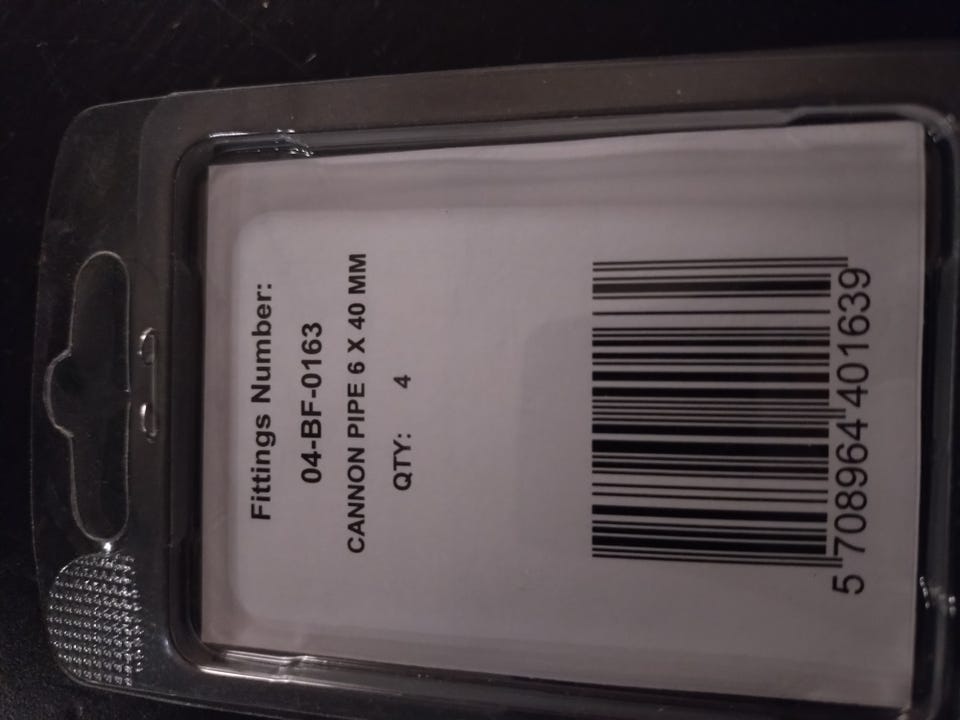 Fittings Number:
04-BF-0163
CANNON PIPE 6 X 40 MM
QTY: 4
5 708964 401639